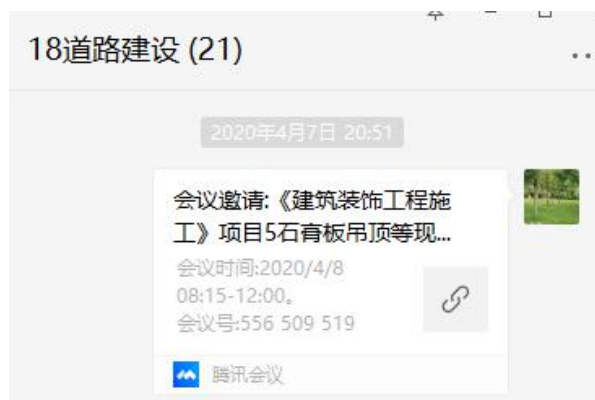 18道路建设 (21)
2020年4月7日 20:51
会议邀请:《建筑装饰工程施
工》项目5石膏板吊顶等现...
会议时间:2020/4/8
08:15-12:00。
会议号:556 509 519
腾讯会议